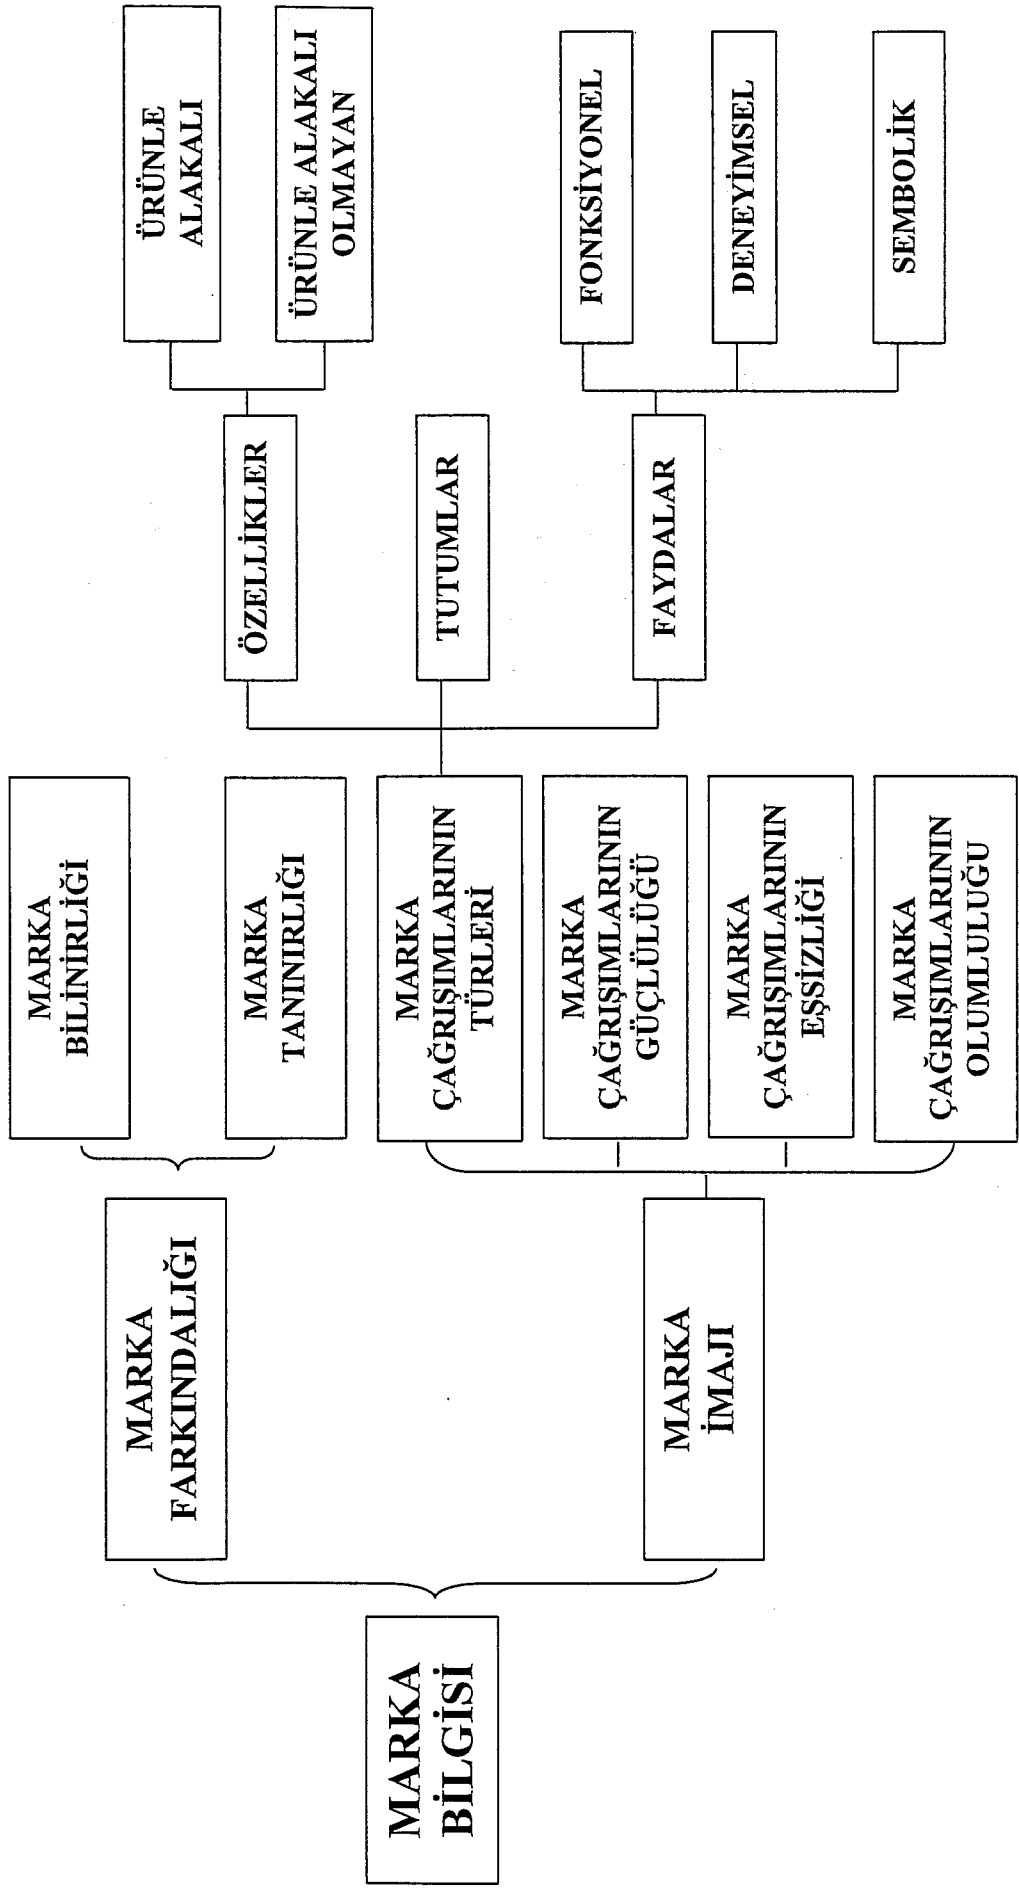 MARKA
BİLGİSİ
MARKA
FARKINDALIĞI
MARKA
İMAJI
MARKA
BİLİNİRLİĞİ
MARKA
TANINIRLIĞI
MARKA
ÇAĞRIŞIMLARININ
TÜRLERİ
MARKA
ÇAĞRIŞIMLARININ
GÜÇLÜLÜĞÜ
MARKA
ÇAĞRIŞIMLARININ
EŞSİZLİĞİ
MARKA
ÇAĞRIŞIMLARININ
OLUMLULUĞU
ÖZELLİKLER
TUTUMLAR
FAYDALAR
ÜRÜNLE
ALAKALI
ÜRÜNLE ALAKALI
OLMAYAN
FONKSİYONEL
DENEYİMSEL
SEMBOLİK